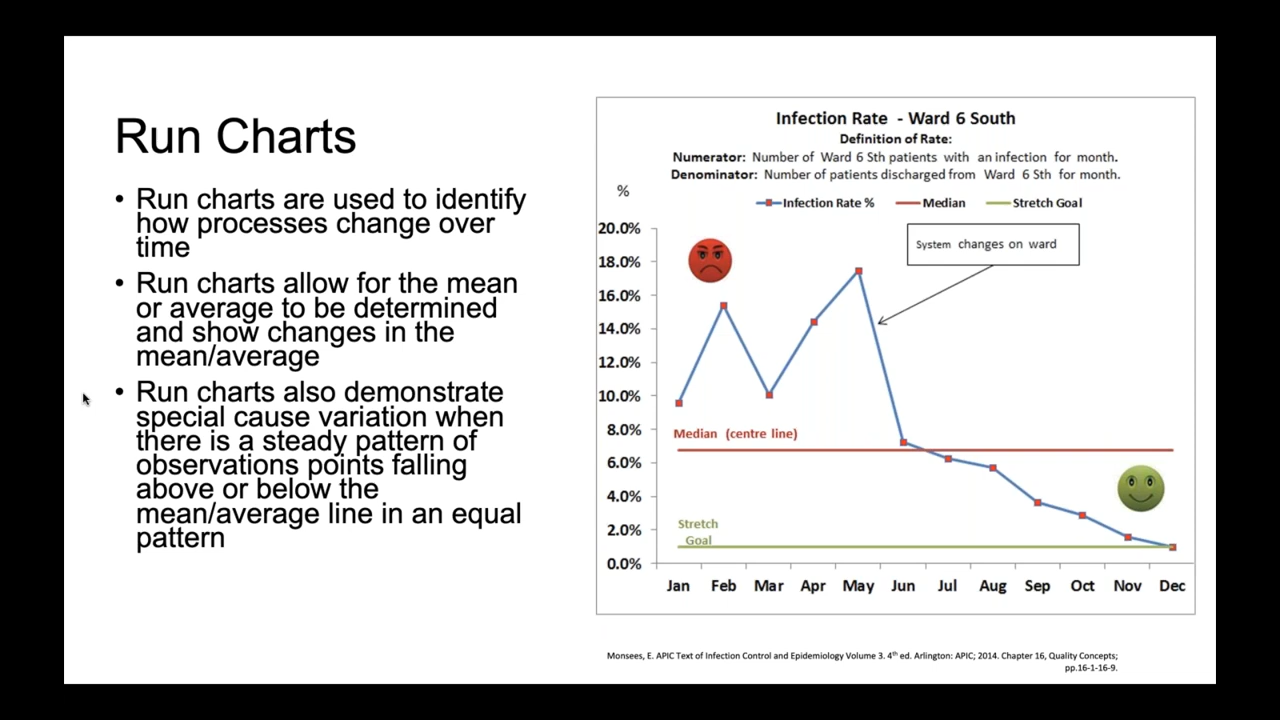 Run Charts
• Run charts are used to identify
how processes change over
time
• Run charts allow for the mean
or average to be determined
and show changes in the
mean/average
• Run charts also demonstrate
special cause variation when
there is a steady pattern of
observations points falling
above or below the
mean/average line in an equal
pattern
Infection Rate - Ward 6 South
Definition of Rate:
Numerator: Number of Ward 6 Sth patients with an infection for month.
Denominator: Number of patients discharged from Ward 6 Sth for month.
%
Infection Rate % Median Stretch Goal
System changes on ward
20.0%
18.0%
16.0%
14.0%
12.0%
10.0%
8.0%
6.0%
4.0%
2.0%
0.0%
Median (centre line)
Stretch
Goal
Jan Feb Mar Apr May Jun Jul Aug Sep Oct Nov Dec
Monsees, E. APIC Text of Infection Control and Epidemiology Volume 3. 4th ed. Arlington: APIC; 2014. Chapter 16, Quality Concepts;
pp.16-1-16-9.